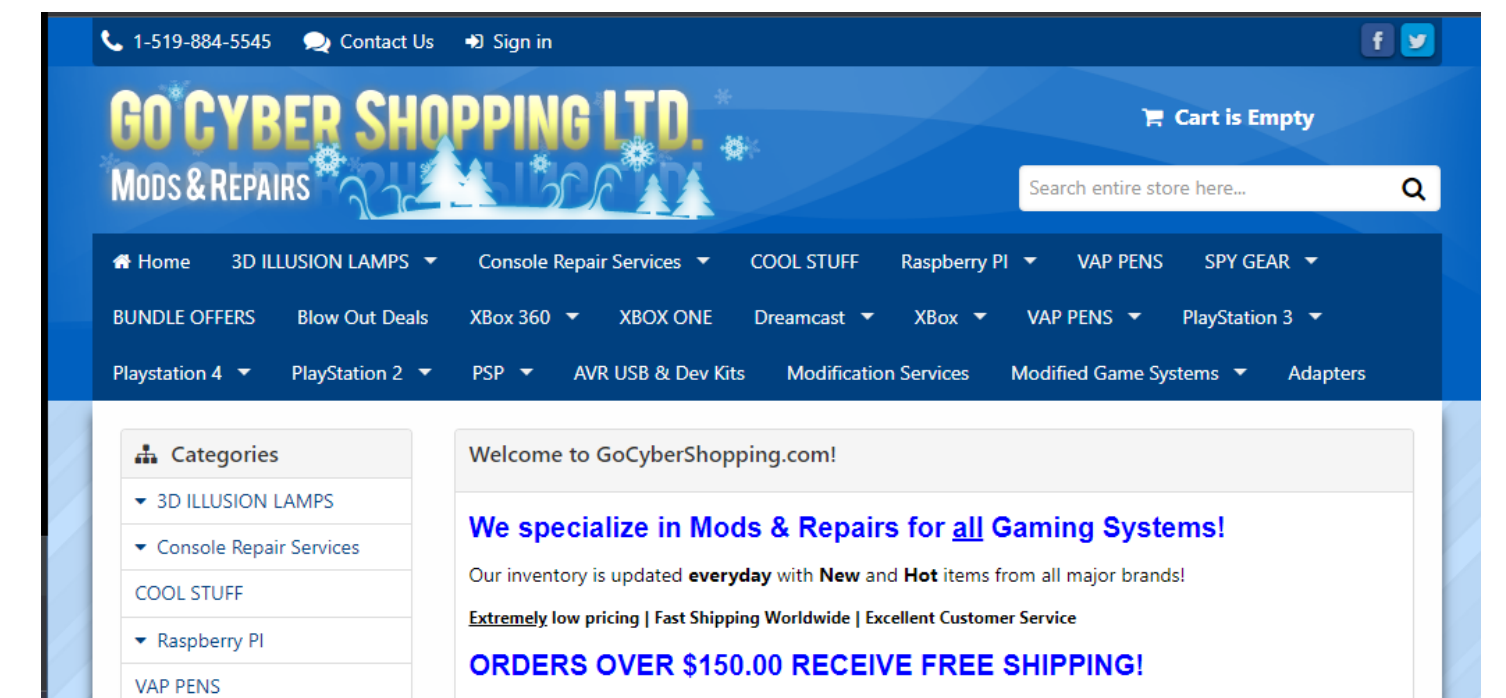 1-519-884-5545 Contact Us Sign in
GO CYBER SHOPPING LTD.
MODS & REPAIRS
Cart is Empty
Search entire store here...
Home 3D ILLUSION LAMPS Console Repair Services COOL STUFF Raspberry PI VAP PENS SPY GEAR
BUNDLE OFFERS Blow Out Deals XBox 360 XBOX ONE Dreamcast XBox VAP PENS PlayStation 3
Playstation 4 PlayStation 2 PSP AVR USB & Dev Kits Modification Services Modified Game Systems Adapters
Categories
3D ILLUSION LAMPS
Console Repair Services
COOL STUFF
Raspberry PI
VAP PENS
Welcome to GoCyberShopping.com!
We specialize in Mods & Repairs for all Gaming Systems!
Our inventory is updated everyday with New and Hot items from all major brands!
Extremely low pricing | Fast Shipping Worldwide | Excellent Customer Service
ORDERS OVER $150.00 RECEIVE FREE SHIPPING!